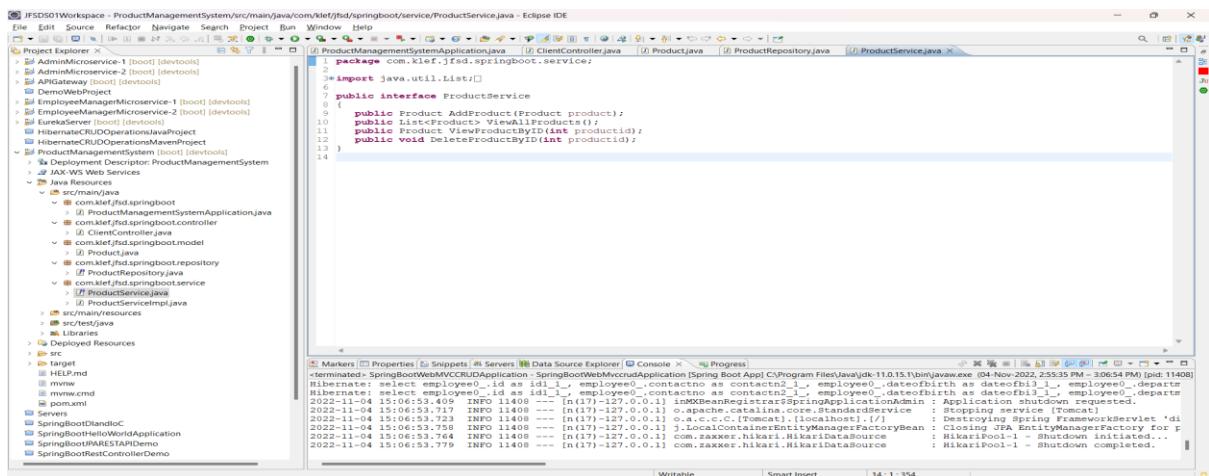 JFSDS01Workspace - ProductManagementSystem/src/main/java/com/klef/jfsd/springboot/service/ProductService.java - Eclipse IDE
File Edit Source Refactor Navigate Search Project Run Window Help
Project Explorer
AdminMicroservice-1 [boot] [devtools]
AdminMicroservice-2 [boot] [devtools]
APIGateway [boot] [devtools]
DemoWebProject
EmployeeManagerMicroservice-1 [boot] [devtools]
EmployeeManagerMicroservice-2 [boot] [devtools]
EurekaServer [boot] [devtools]
HibernateCRUDOperationsJavaProject
HibernateCRUDOperationsMavenProject
ProductManagementSystem [boot] [devtools]
Deployment Descriptor: ProductManagementSystem
JAX-WS Web Services
Java Resources
src/main/java
com.klef.jfsd.springboot
ProductManagementSystemApplication.java
com.klef.jfsd.springboot.controller
ClientController.java
com.klef.jfsd.springboot.model
Product.java
com.klef.jfsd.springboot.repository
ProductRepository.java
com.klef.jfsd.springboot.service
ProductService.java
ProductServiceImpl.java
src/main/resources
src/test/java
Libraries
Deployed Resources
src
target
HELP.md
mvnw
mvnw.cmd
pom.xml
Servers
SpringBootDIandIoC
SpringBootHelloWorldApplication
SpringBootJPARESTAPIDemo
SpringBootRestControllerDemo
ProductManagementSystemApplication.java ClientController.java Product.java ProductRepository.java ProductService.java
1 package com.klef.jfsd.springboot.service;
2
3 import java.util.List;
6
7 public interface ProductService
8 {
9 public Product AddProduct(Product product);
10 public List<Product> ViewAllProducts();
11 public Product ViewProductByID(int productid);
12 public void DeleteProductByID(int productid);
13 }
14
Markers Properties Snippets Servers Data Source Explorer Console Progress
<terminated> SpringBootWebMVCCRUDApplication - SpringBootWebMvccrudApplication [Spring Boot App] C:\Program Files\Java\jdk-11.0.15.1\bin\javaw.exe (04-Nov-2022, 2:55:35 PM – 3:06:54 PM) [pid: 11408]
Hibernate: select employee0_.id as id1_1_, employee0_.contactno as contactn2_1_, employee0_.dateofbirth as dateofbi3_1_, employee0_.departm
Hibernate: select employee0_.id as id1_1_, employee0_.contactno as contactn2_1_, employee0_.dateofbirth as dateofbi3_1_, employee0_.departm
2022-11-04 15:06:53.409 INFO 11408 --- [n(17)-127.0.0.1] inMXBeanRegistrar$SpringApplicationAdmin : Application shutdown requested.
2022-11-04 15:06:53.717 INFO 11408 --- [n(17)-127.0.0.1] o.apache.catalina.core.StandardService : Stopping service [Tomcat]
2022-11-04 15:06:53.723 INFO 11408 --- [n(17)-127.0.0.1] o.a.c.c.C.[Tomcat].[localhost].[/] : Destroying Spring FrameworkServlet 'di
2022-11-04 15:06:53.758 INFO 11408 --- [n(17)-127.0.0.1] j.LocalContainerEntityManagerFactoryBean : Closing JPA EntityManagerFactory for p
2022-11-04 15:06:53.764 INFO 11408 --- [n(17)-127.0.0.1] com.zaxxer.hikari.HikariDataSource : HikariPool-1 - Shutdown initiated...
2022-11-04 15:06:53.779 INFO 11408 --- [n(17)-127.0.0.1] com.zaxxer.hikari.HikariDataSource : HikariPool-1 - Shutdown completed.
Writable Smart Insert 14 : 1 : 354